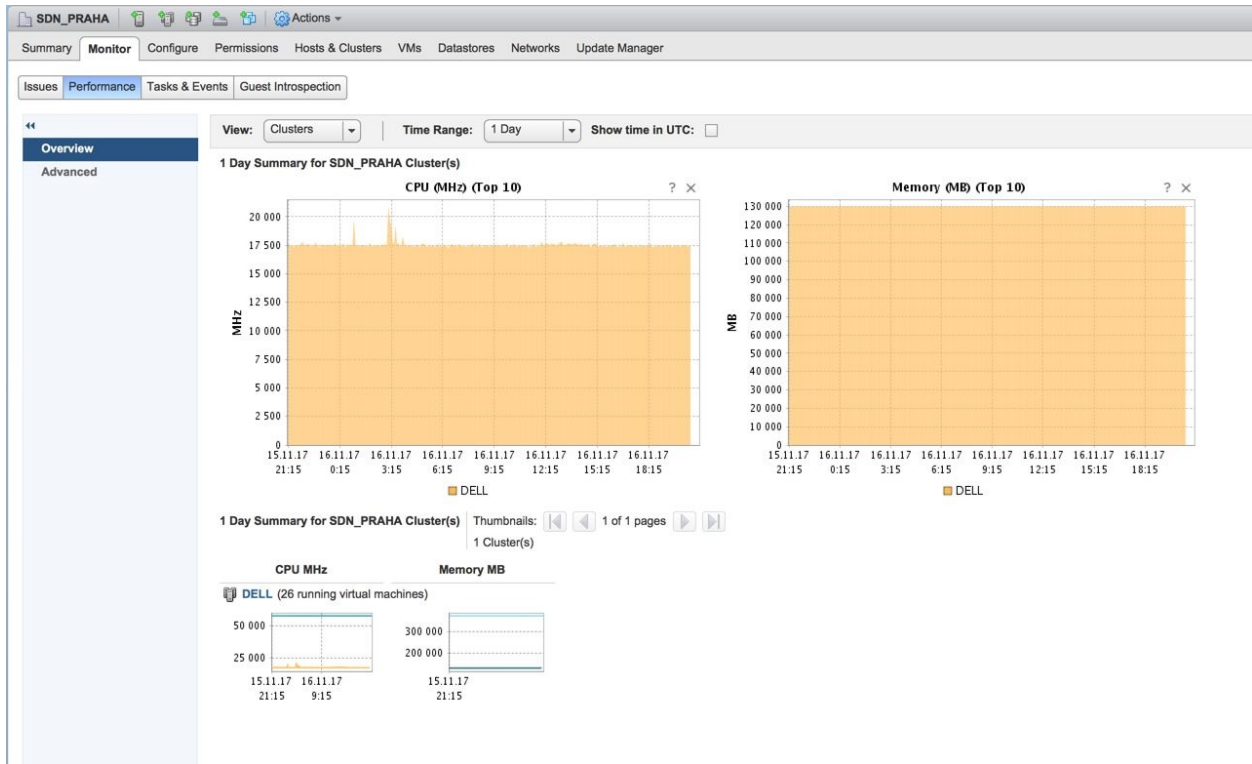 SDN_PRAHA Actions
Summary Monitor Configure Permissions Hosts & Clusters VMs Datastores Networks Update Manager
Issues Performance Tasks & Events Guest Introspection
Overview
Advanced
View: Clusters Time Range: 1 Day Show time in UTC:
1 Day Summary for SDN_PRAHA Cluster(s)
CPU (MHz) (Top 10) ? ×
20 000
17 500
15 000
12 500
10 000
7 500
5 000
2 500
0
MHz
15.11.17 16.11.17 16.11.17 16.11.17 16.11.17 16.11.17 16.11.17 16.11.17
21:15 0:15 3:15 6:15 9:15 12:15 15:15 18:15
DELL
Memory (MB) (Top 10) ? ×
130 000
120 000
110 000
100 000
90 000
80 000
70 000
60 000
50 000
40 000
30 000
20 000
10 000
0
MB
15.11.17 16.11.17 16.11.17 16.11.17 16.11.17 16.11.17 16.11.17 16.11.17
21:15 0:15 3:15 6:15 9:15 12:15 15:15 18:15
DELL
1 Day Summary for SDN_PRAHA Cluster(s) Thumbnails: 1 of 1 pages
1 Cluster(s)
CPU MHz Memory MB
DELL (26 running virtual machines)
50 000
25 000
15.11.17 16.11.17
21:15 9:15
300 000
200 000
15.11.17
21:15